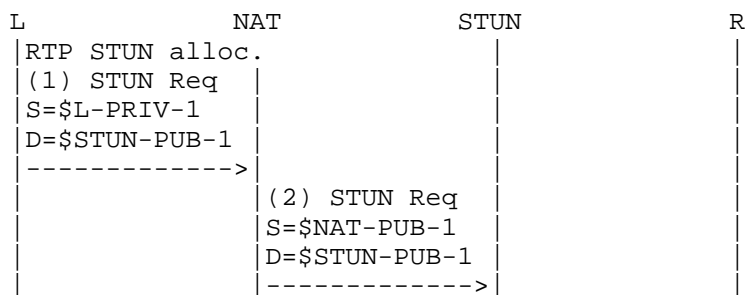 L             NAT           STUN             R
|RTP STUN alloc.              |              |
|(1) STUN Req  |              |              |
|S=$L-PRIV-1   |              |              |
|D=$STUN-PUB-1 |              |              |
|------------->|              |              |
|              |(2) STUN Req  |              |
|              |S=$NAT-PUB-1  |              |
|              |D=$STUN-PUB-1 |              |
|              |------------->|              |